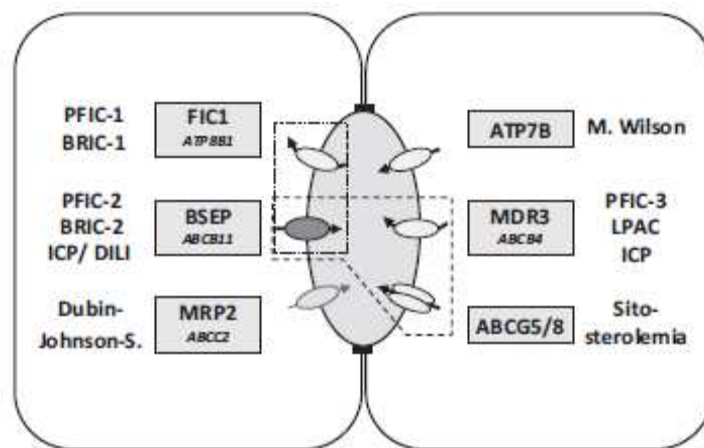 PFIC-1
BRIC-1
FIC1
ATP8B1
PFIC-2
BRIC-2
ICP/ DILI
BSEP
ABCB11
Dubin-
Johnson-S.
MRP2
ABCC2
ATP7B
M. Wilson
MDR3
ABCB4
PFIC-3
LPAC
ICP
ABCG5/8
Sito-
sterolemia